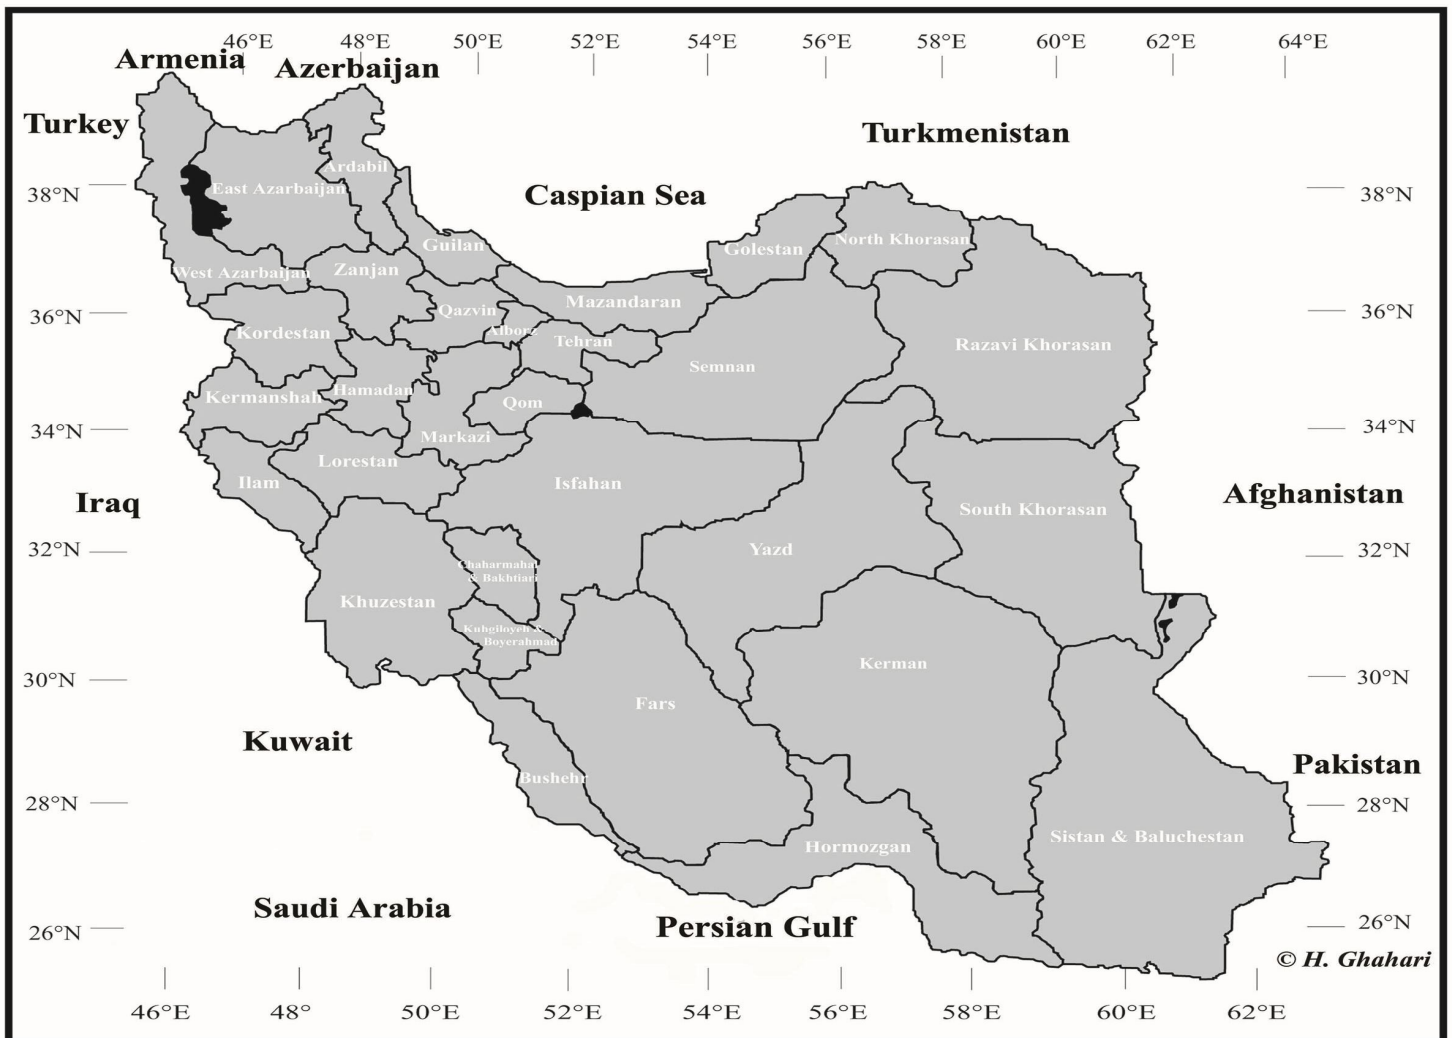 46°E 48°E 50°E 52°E 54°E 56°E 58°E 60°E 62°E 64°E
Armenia
Azerbaijan
Turkey
Turkmenistan
Ardabil
East Azarbaijan
38°N
Caspian Sea
38°N
Guilan
Golestan
North Khorasan
West Azarbaijan
Zanjan
Mazandaran
Qazvin
36°N
36°N
Kordestan
Alborz
Tehran
Razavi Khorasan
Semnan
Kermanshah
Hamadan
Qom
34°N
Markazi
34°N
Lorestan
Ilam
Isfahan
Iraq
Afghanistan
South Khorasan
32°N
Yazd
32°N
Chaharmahal
& Bakhtiari
Khuzestan
Kuhgiloyeh &
Boyerahmad
Kerman
30°N
30°N
Fars
Kuwait
Pakistan
Bushehr
28°N
28°N
Sistan & Baluchestan
Hormozgan
Saudi Arabia
Persian Gulf
26°N
26°N
© H. Ghahari
46°E 48° 50°E 52°E 54°E 56°E 58°E 60°E 62°E